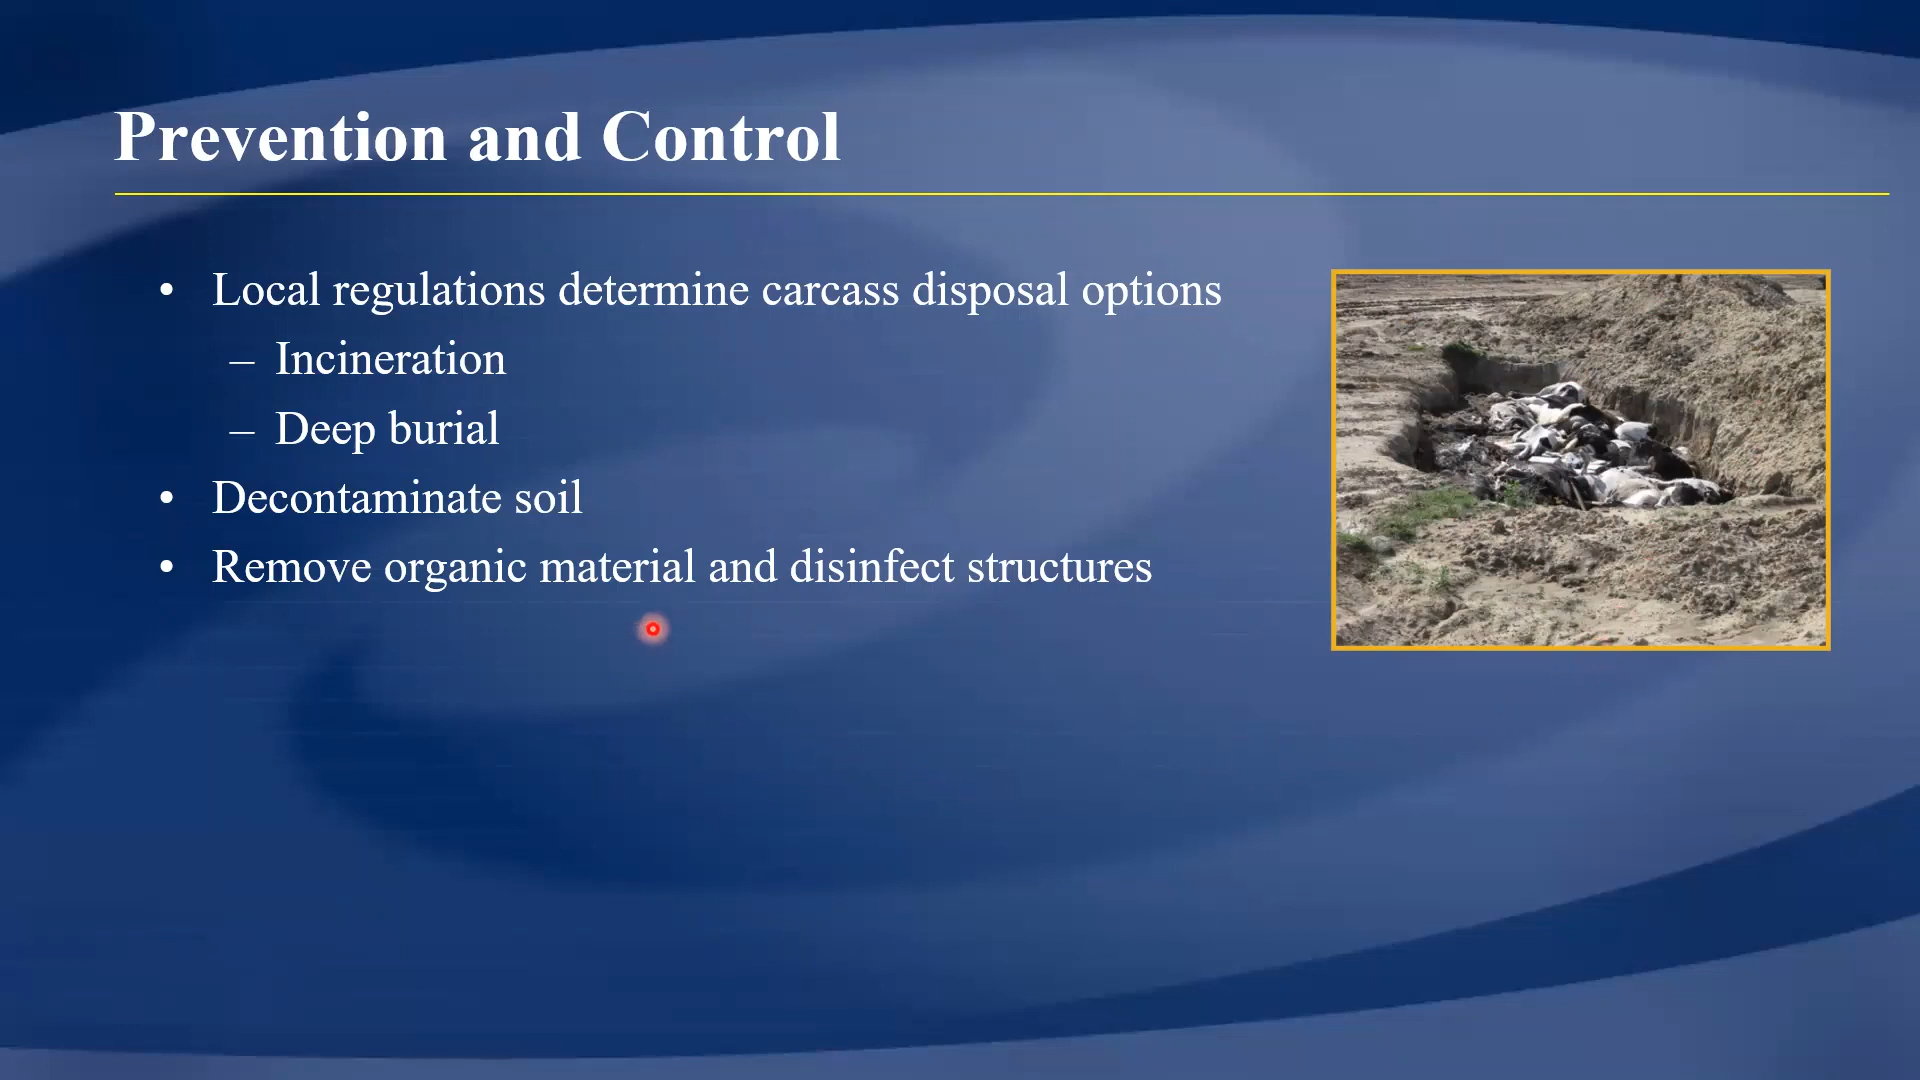 Prevention and Control
• Local regulations determine carcass disposal options
– Incineration
– Deep burial
• Decontaminate soil
• Remove organic material and disinfect structures